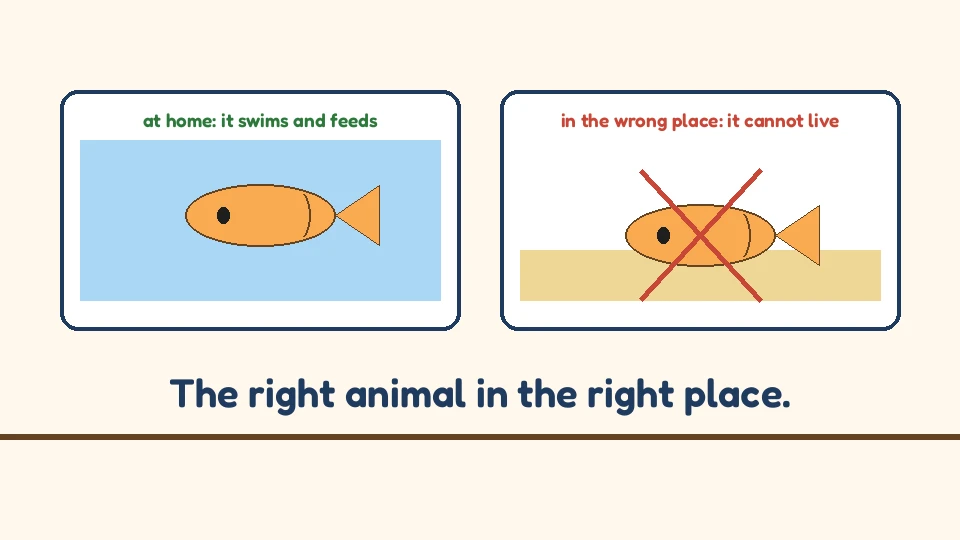 at home: it swims and feeds
in the wrong place: it cannot live
The right animal in the right place.